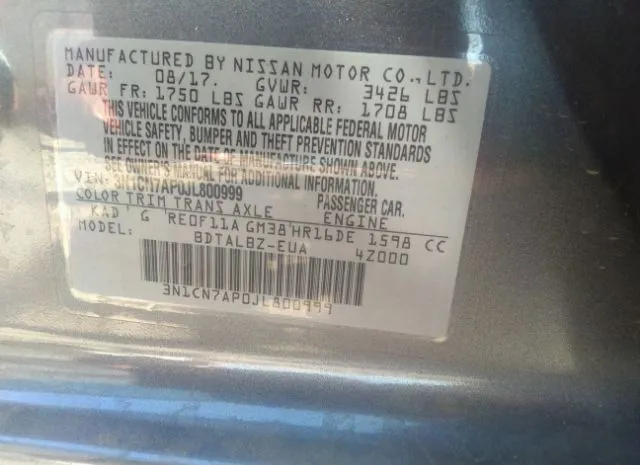 MANUFACTURED BY NISSAN MOTOR CO.,LTD.
DATE: 08/17. GVWR: 3426 LBS
GAWR FR: 1750 LBS GAWR RR: 1708 LBS
THIS VEHICLE CONFORMS TO ALL APPLICABLE FEDERAL MOTOR
VEHICLE SAFETY, BUMPER AND THEFT PREVENTION STANDARDS
IN EFFECT ON THE DATE OF MANUFACTURE SHOWN ABOVE.
SEE OWNER'S MANUAL FOR ADDITIONAL INFORMATION.
VIN: 3N1CN7AP0JL800999 PASSENGER CAR.
COLOR TRIM TRANS AXLE ENGINE
KAD G RE0F11A GM38 HR16DE 1598 CC
MODEL: BDTALBZ-EUA 4Z000
3N1CN7AP0JL800999